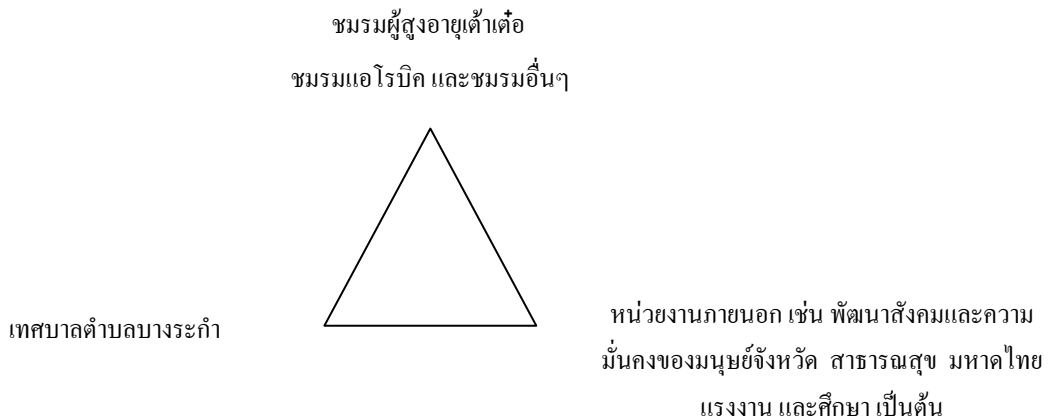 ชมรมผู้สูงอายุเต้าเต๋อ
ชมรมแอโรบิค และชมรมอื่นๆ
เทศบาลตำบลบางระกำ
หน่วยงานภายนอก เช่น พัฒนาสังคมและความ
มั่นคงของมนุษย์จังหวัด สาธารณสุข มหาดไทย
แรงงาน และศึกษา เป็นต้น